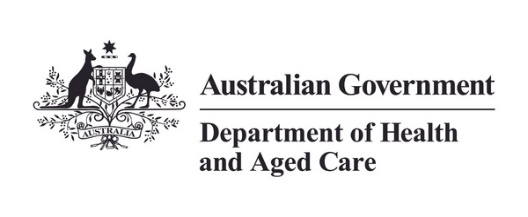 Australian Government
Department of Health
and Aged Care
AUSTRALIA